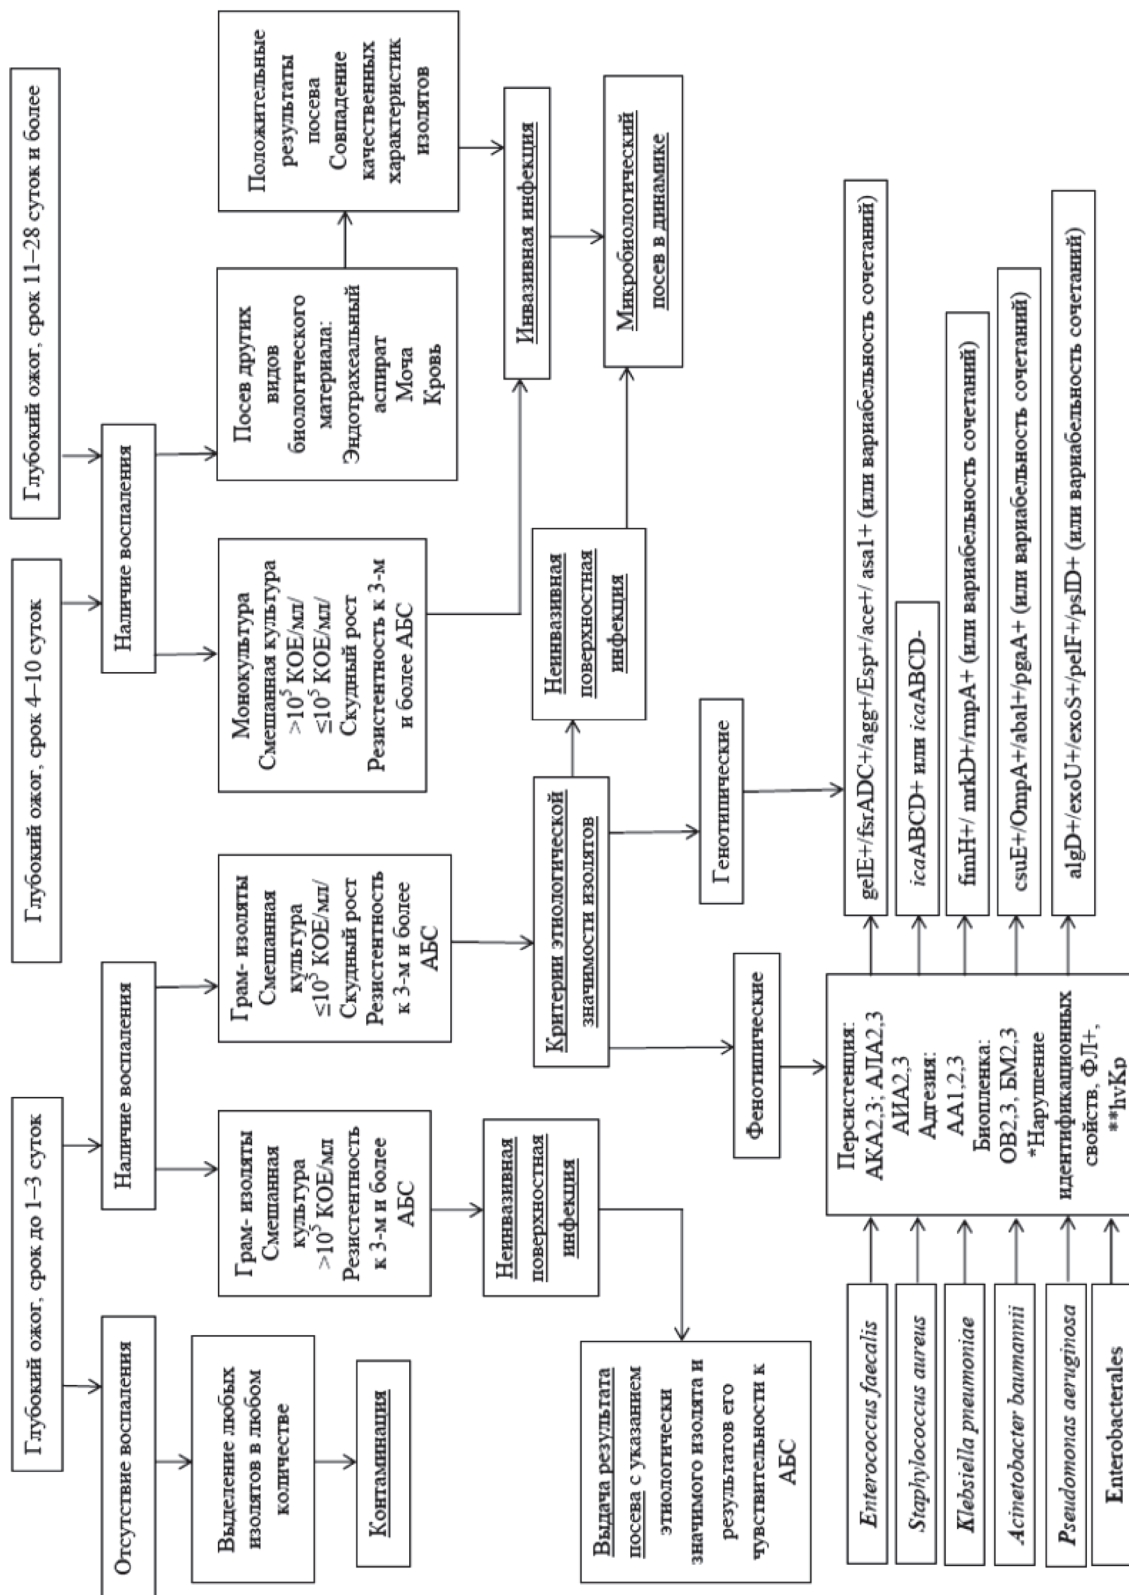 Глубокий ожог, срок до 1–3 суток
Глубокий ожог, срок 4–10 суток
Глубокий ожог, срок 11–28 суток и более
Отсутствие воспаления
Наличие воспаления
Наличие воспаления
Выделение любых
изолятов в любом
количестве
Грам- изоляты
Смешанная
культура
>10⁵ КОЕ/мл
Резистентность
к 3-м и более
АБС
Грам- изоляты
Смешанная
культура
≤10⁵ КОЕ/мл/
Скудный рост
Резистентность
к 3-м и более
АБС
Монокультура
Смешанная культура
>10⁵ КОЕ/мл/
≤10⁵ КОЕ/мл/
Скудный рост
Резистентность к 3-м
и более АБС
Посев других
видов
биологического
материала:
Эндотрахеальный
аспират
Моча
Кровь
Положительные
результаты
посева
Совпадение
качественных
характеристик
изолятов
Контаминация
Неинвазивная
поверхностная
инфекция
Критерии этиологической
значимости изолятов
Неинвазивная
поверхностная
инфекция
Инвазивная инфекция
Микробиологический
посев в динамике
Выдача результата
посева с указанием
этиологически
значимого изолята и
результатов его
чувствительности к
АБС
Фенотипические
Генотипические
Enterococcus faecalis
Staphylococcus aureus
Klebsiella pneumoniae
Acinetobacter baumannii
Pseudomonas aeruginosa
Enterobacterales
Персистенция:
АКА2,3; АЛА2,3
АИА2,3
Адгезия:
АА1,2,3
Биопленка:
ОВ2,3, БМ2,3
*Нарушение
идентификационных
свойств, ФЛ+,
**hvKp
gelE+/fsrADC+/agg+/Esp+/ace+/ asa1+ (или вариабельность сочетаний)
icaABCD+ или icaABCD-
fimH+/ mrkD+/rmpA+ (или вариабельность сочетаний)
csuE+/OmpA+/abaI+/pgaA+ (или вариабельность сочетаний)
algD+/exoU+/exoS+/pelF+/pslD+ (или вариабельность сочетаний)